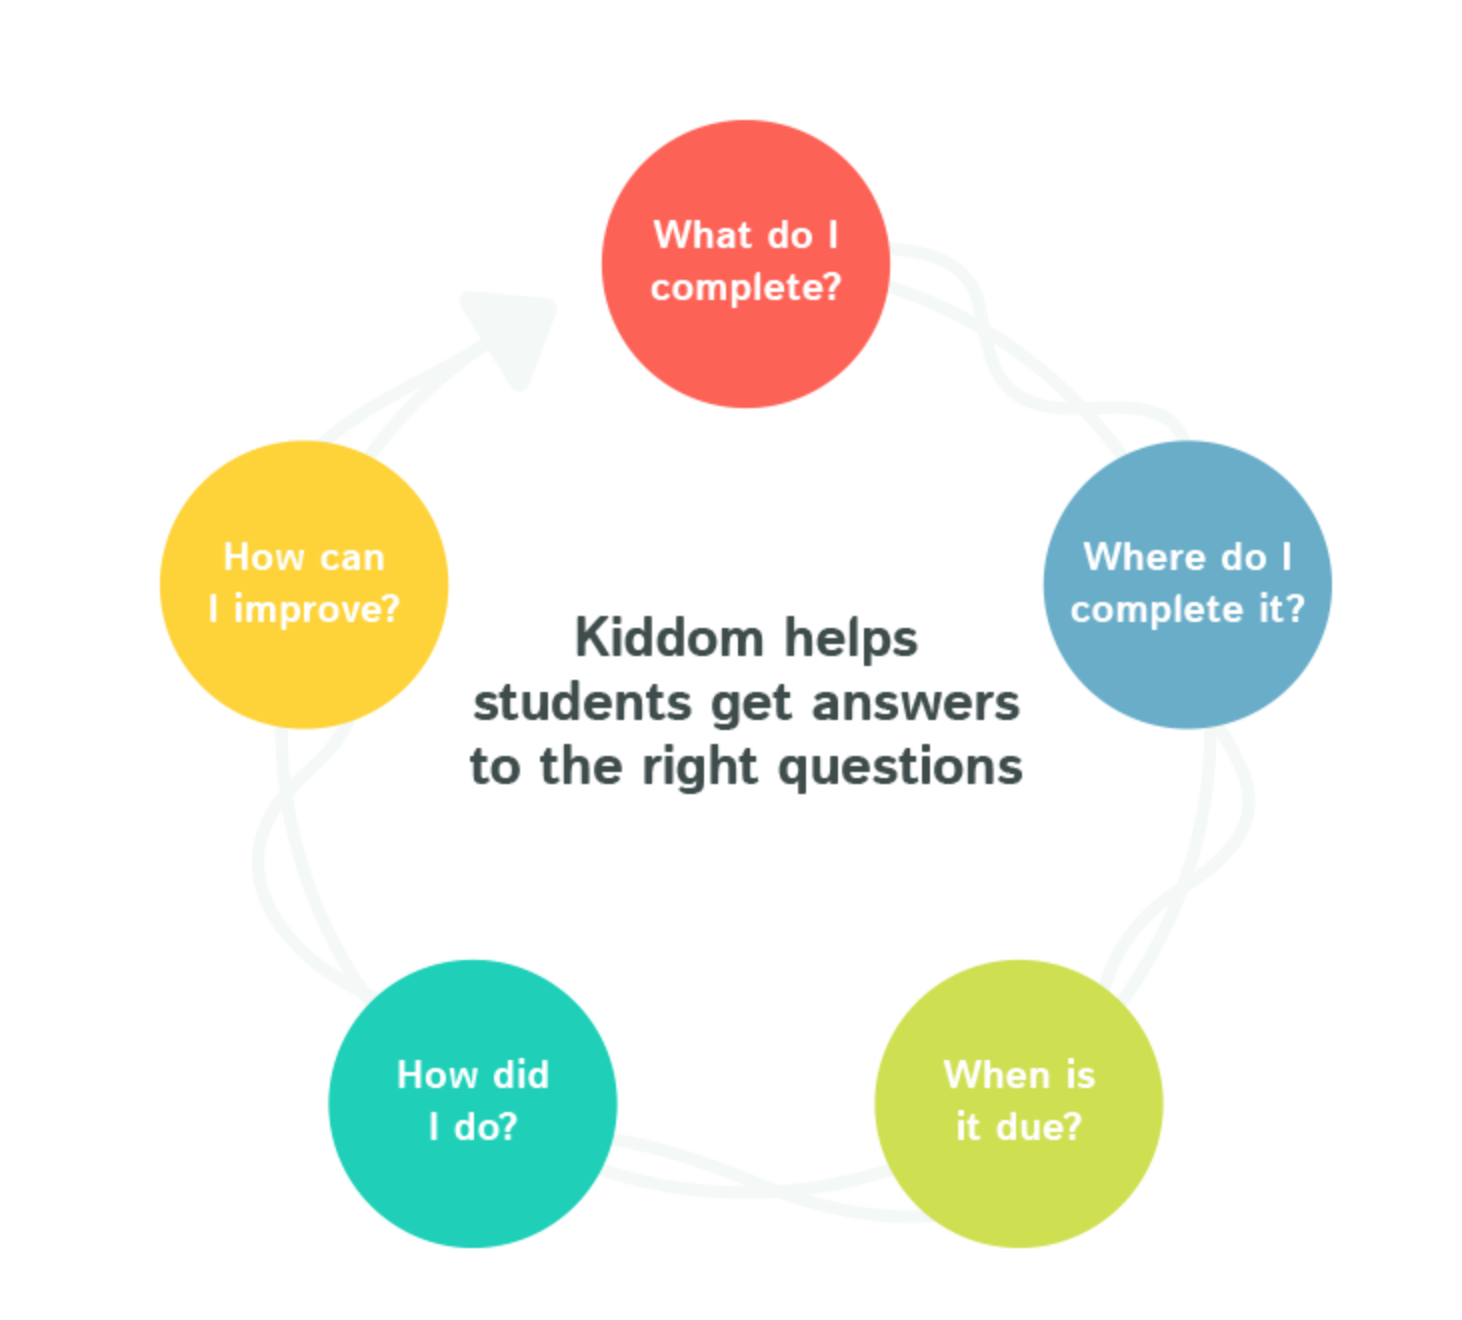 What do I
complete?
Where do I
complete it?
When is
it due?
How did
I do?
How can
I improve?
Kiddom helps
students get answers
to the right questions